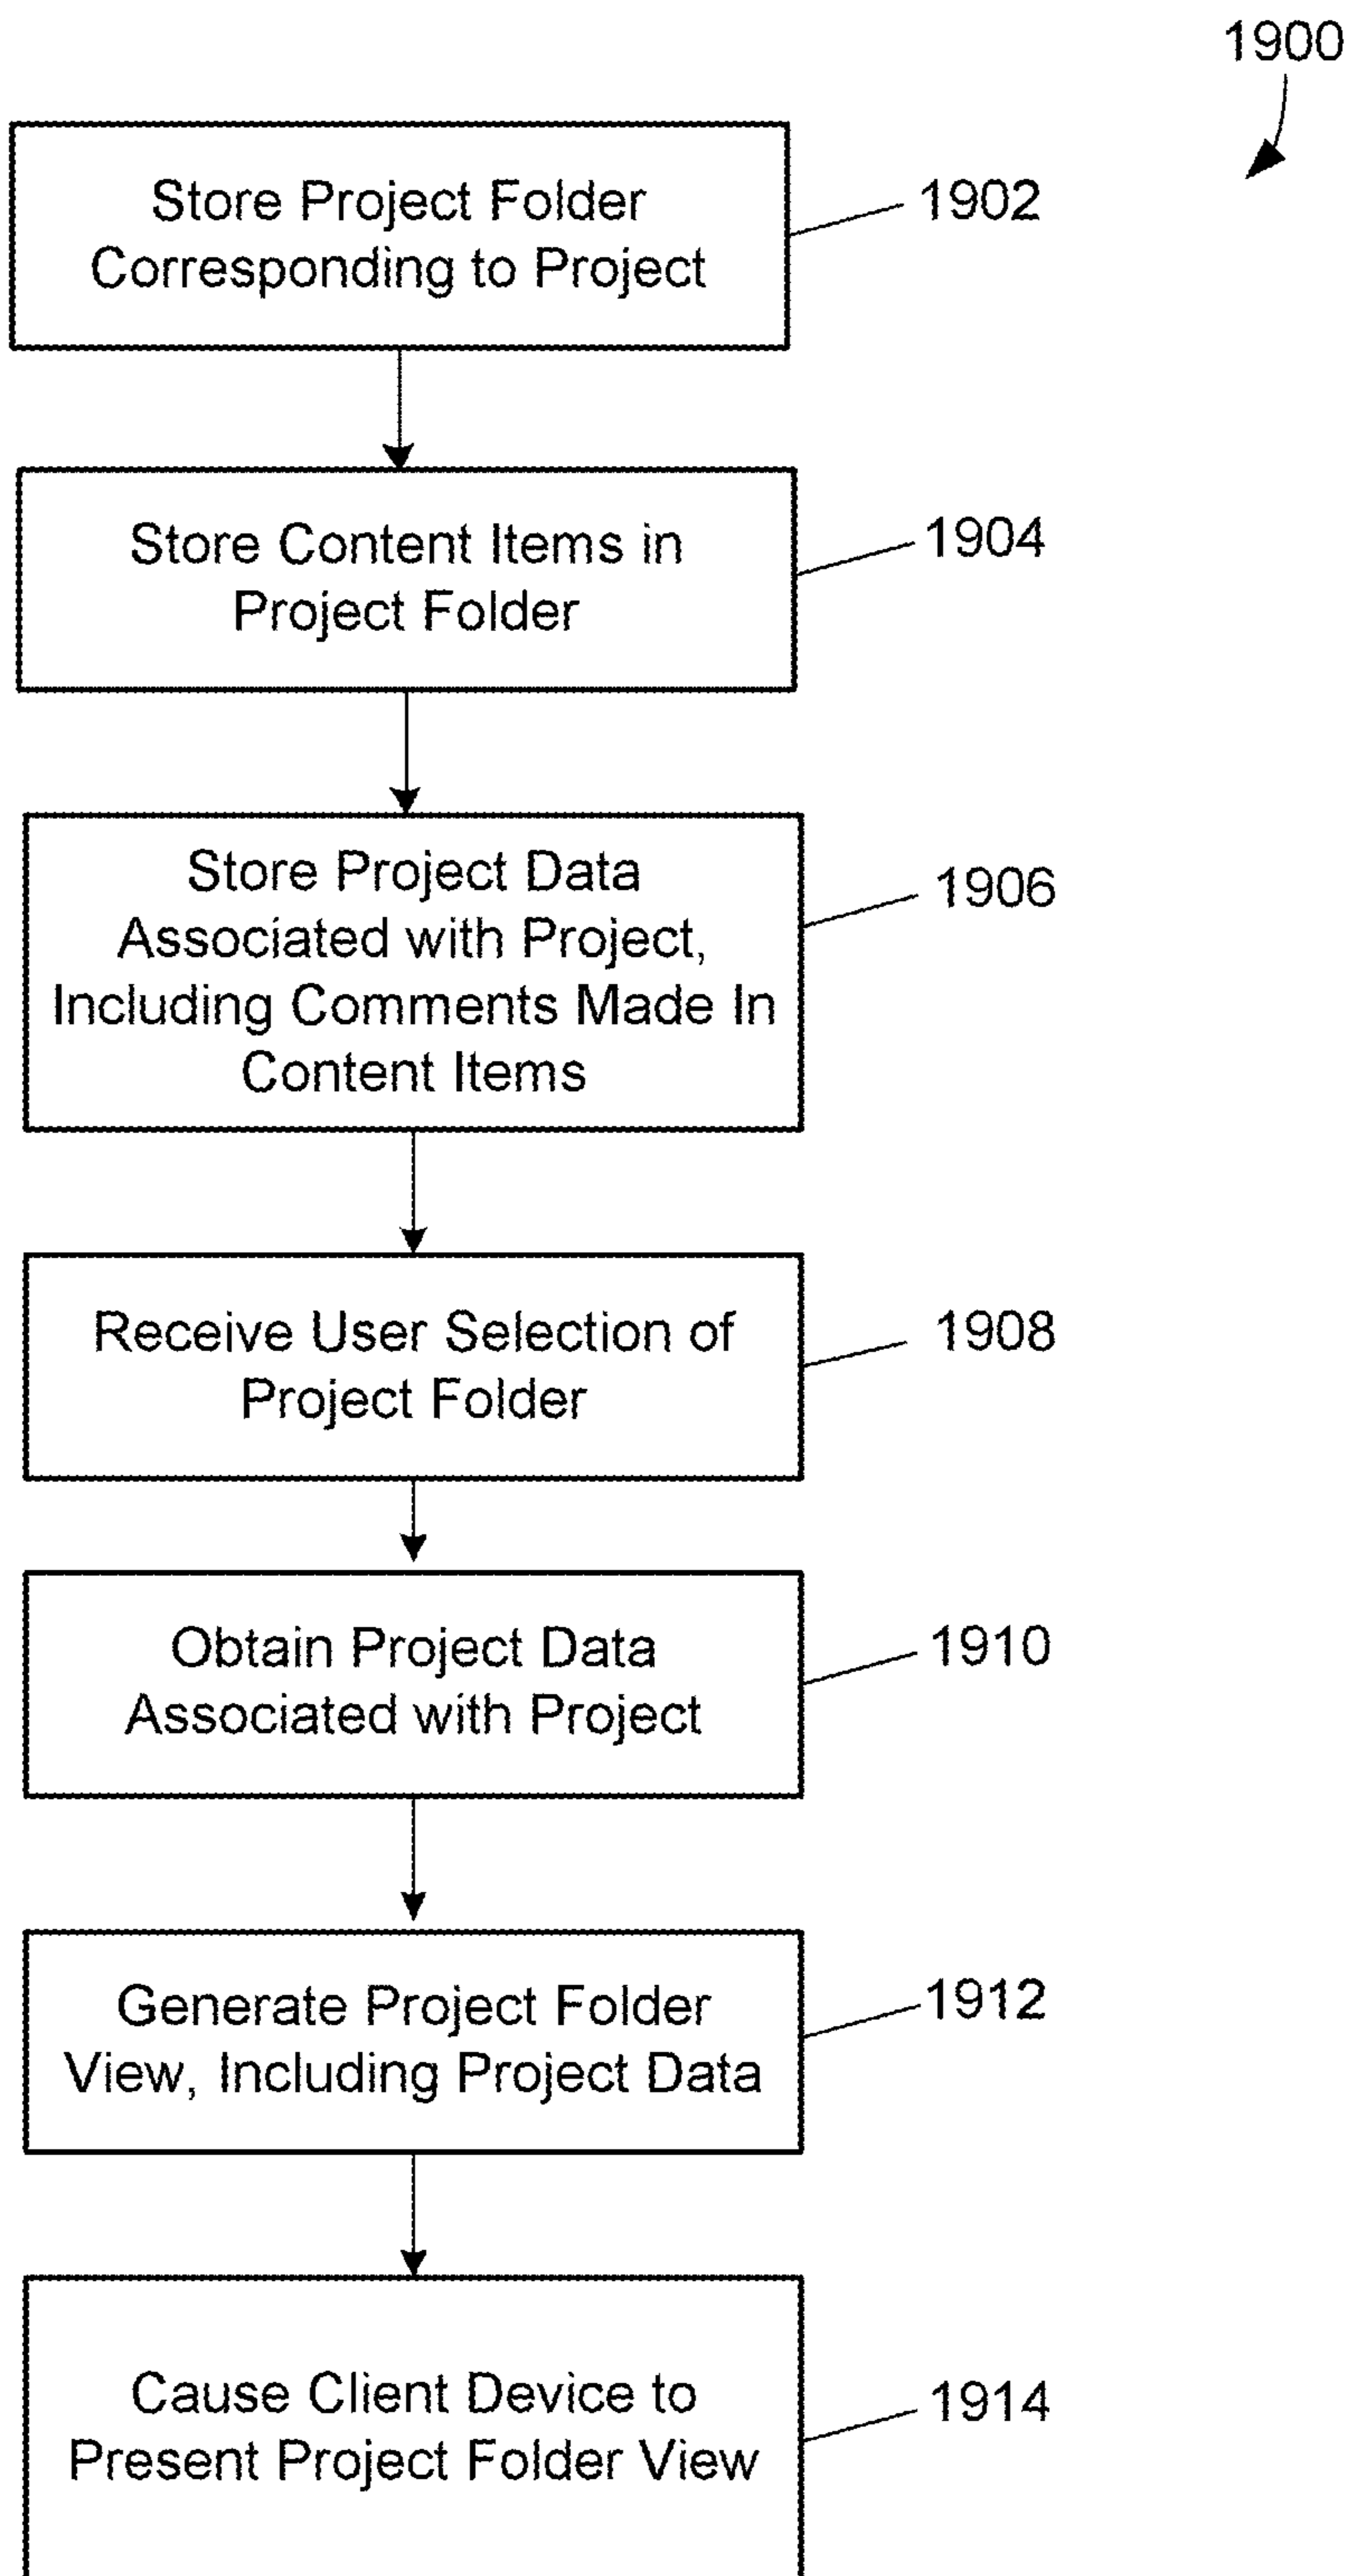 1900
Store Project Folder
Corresponding to Project
1902
Store Content Items in
Project Folder
1904
Store Project Data
Associated with Project,
Including Comments Made In
Content Items
1906
Receive User Selection of
Project Folder
1908
Obtain Project Data
Associated with Project
1910
Generate Project Folder
View, Including Project Data
1912
Cause Client Device to
Present Project Folder View
1914